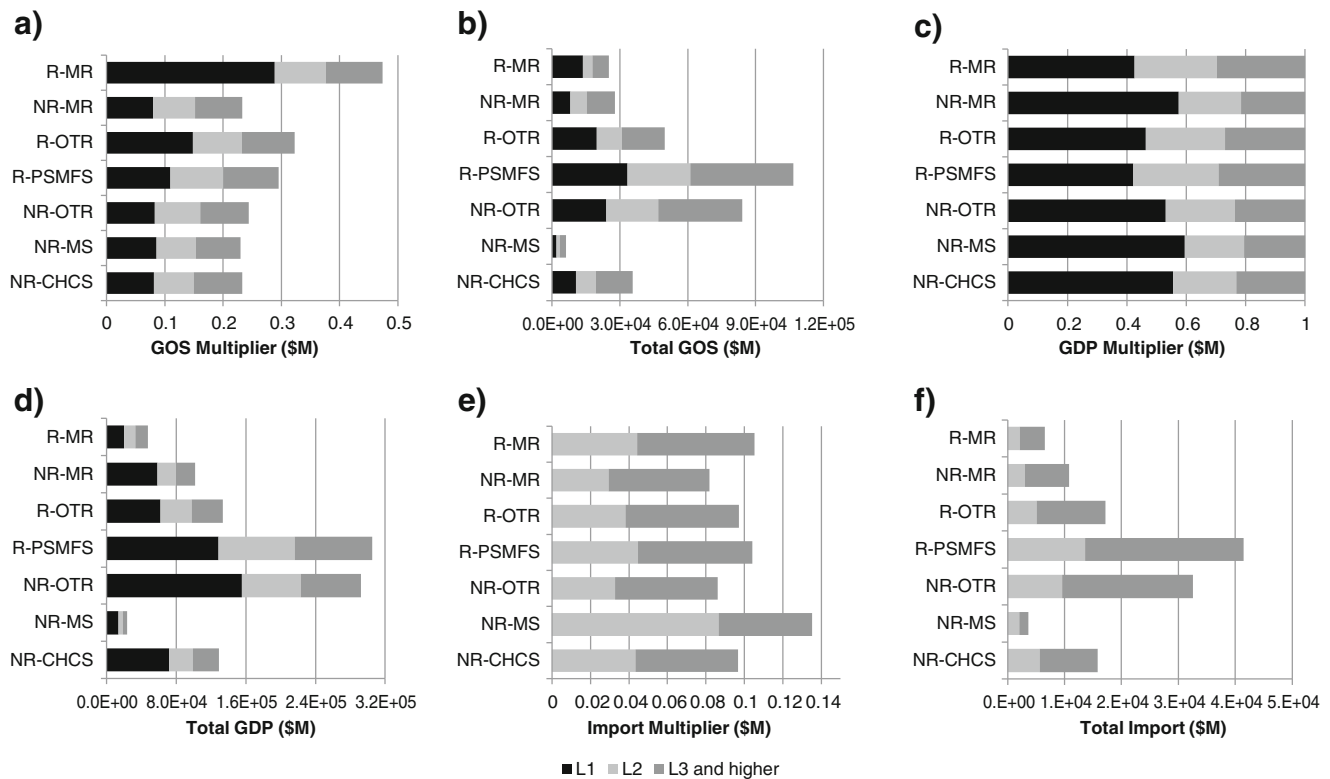 a)
R-MR
NR-MR
R-OTR
R-PSMFS
NR-OTR
NR-MS
NR-CHCS
0 0.1 0.2 0.3 0.4 0.5
GOS Multiplier ($M)
b)
R-MR
NR-MR
R-OTR
R-PSMFS
NR-OTR
NR-MS
NR-CHCS
0.0E+00 3.0E+04 6.0E+04 9.0E+04 1.2E+05
Total GOS ($M)
c)
R-MR
NR-MR
R-OTR
R-PSMFS
NR-OTR
NR-MS
NR-CHCS
0 0.2 0.4 0.6 0.8 1
GDP Multiplier ($M)
d)
R-MR
NR-MR
R-OTR
R-PSMFS
NR-OTR
NR-MS
NR-CHCS
0.0E+00 8.0E+04 1.6E+05 2.4E+05 3.2E+05
Total GDP ($M)
e)
R-MR
NR-MR
R-OTR
R-PSMFS
NR-OTR
NR-MS
NR-CHCS
0 0.02 0.04 0.06 0.08 0.1 0.12 0.14
Import Multiplier ($M)
f)
R-MR
NR-MR
R-OTR
R-PSMFS
NR-OTR
NR-MS
NR-CHCS
0.E+00 1.E+04 2.E+04 3.E+04 4.E+04 5.E+04
Total Import ($M)
L1 L2 L3 and higher